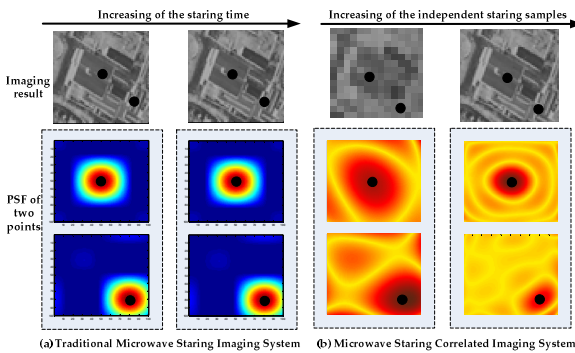 Increasing of the staring time
Increasing of the independent staring samples
Imaging
result
PSF of
two
points
(a) Traditional Microwave Staring Imaging System
(b) Microwave Staring Correlated Imaging System